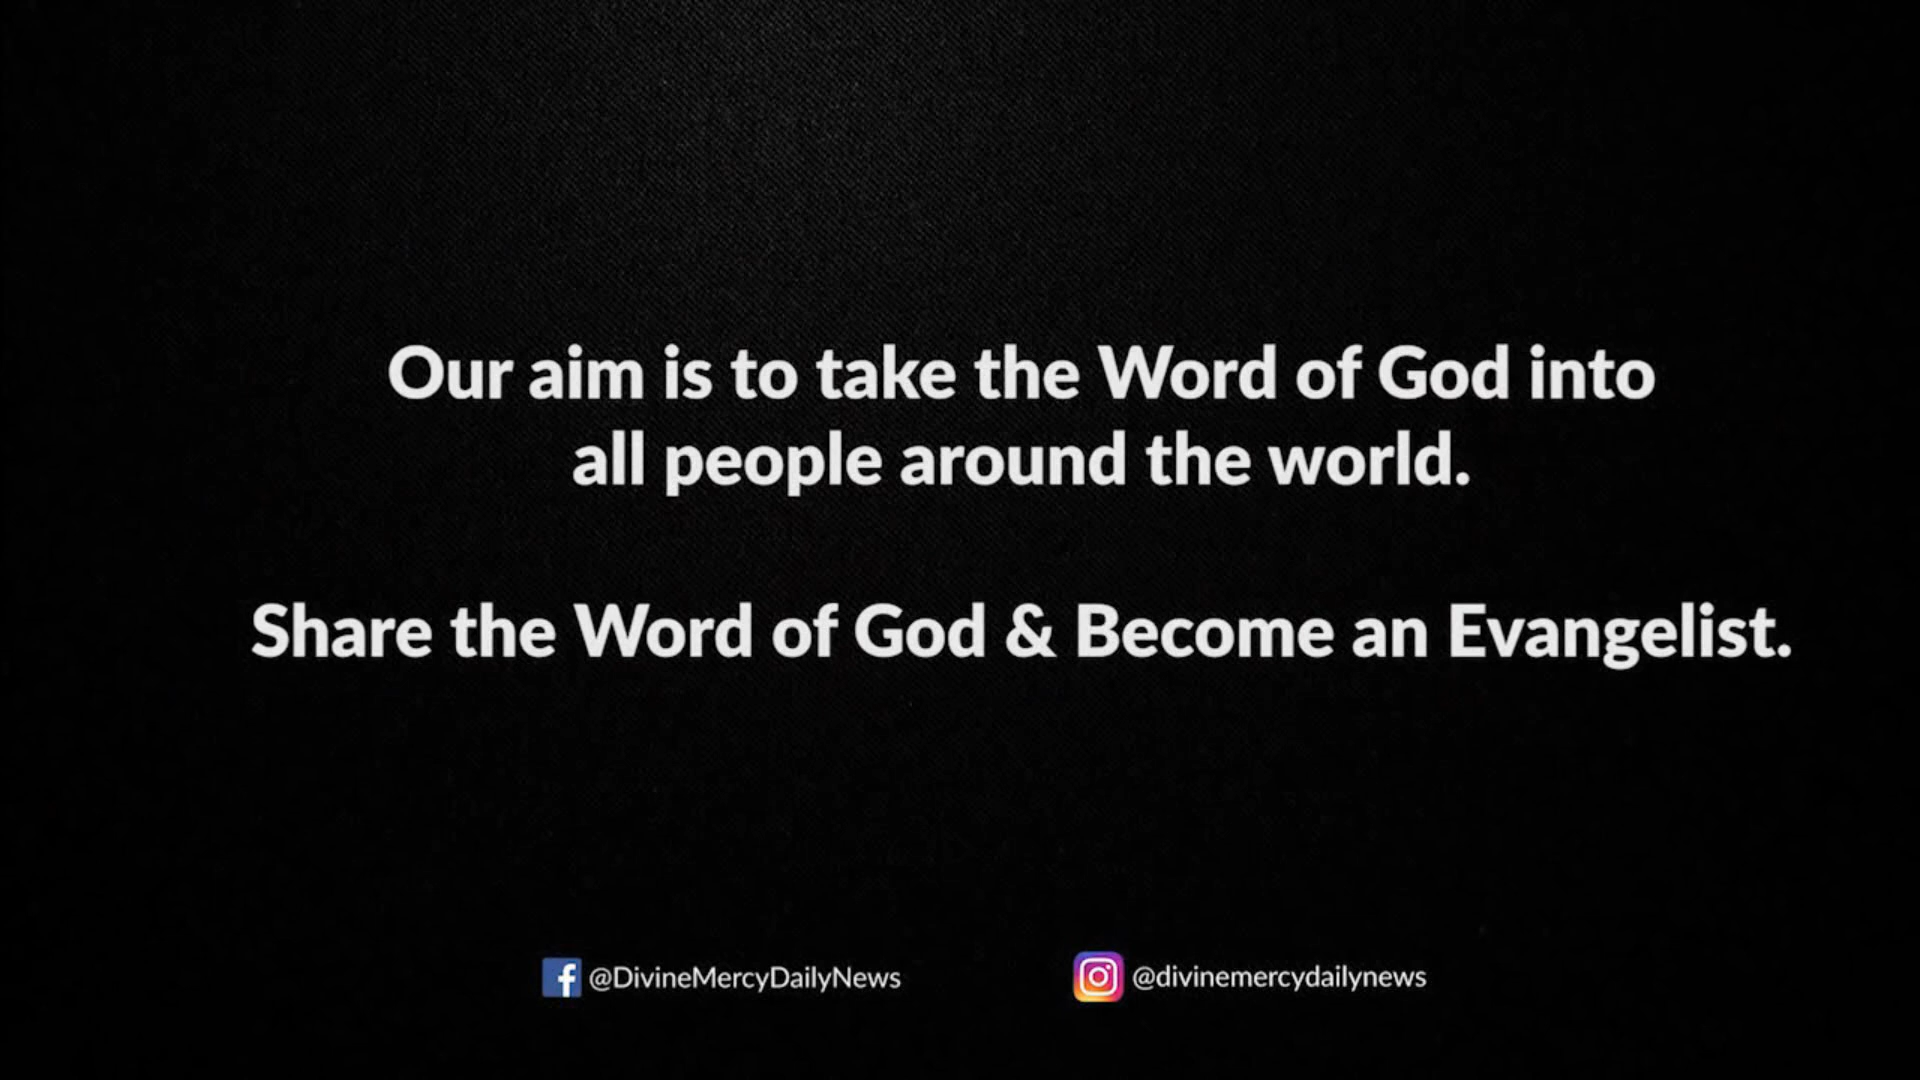 Our aim is to take the Word of God into
all people around the world.
Share the Word of God & Become an Evangelist.
@DivineMercyDailyNews
@divinemercydailynews